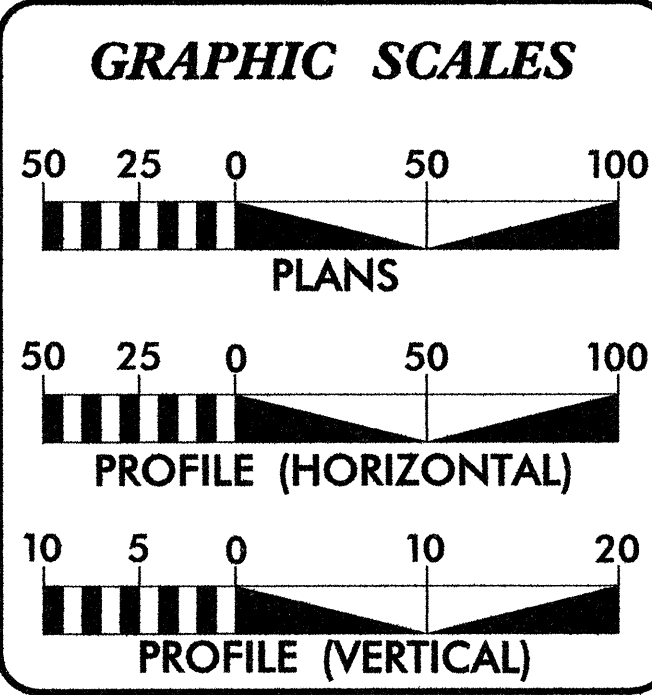 GRAPHIC SCALES
50 25 0 50 100
PLANS
50 25 0 50 100
PROFILE (HORIZONTAL)
10 5 0 10 20
PROFILE (VERTICAL)